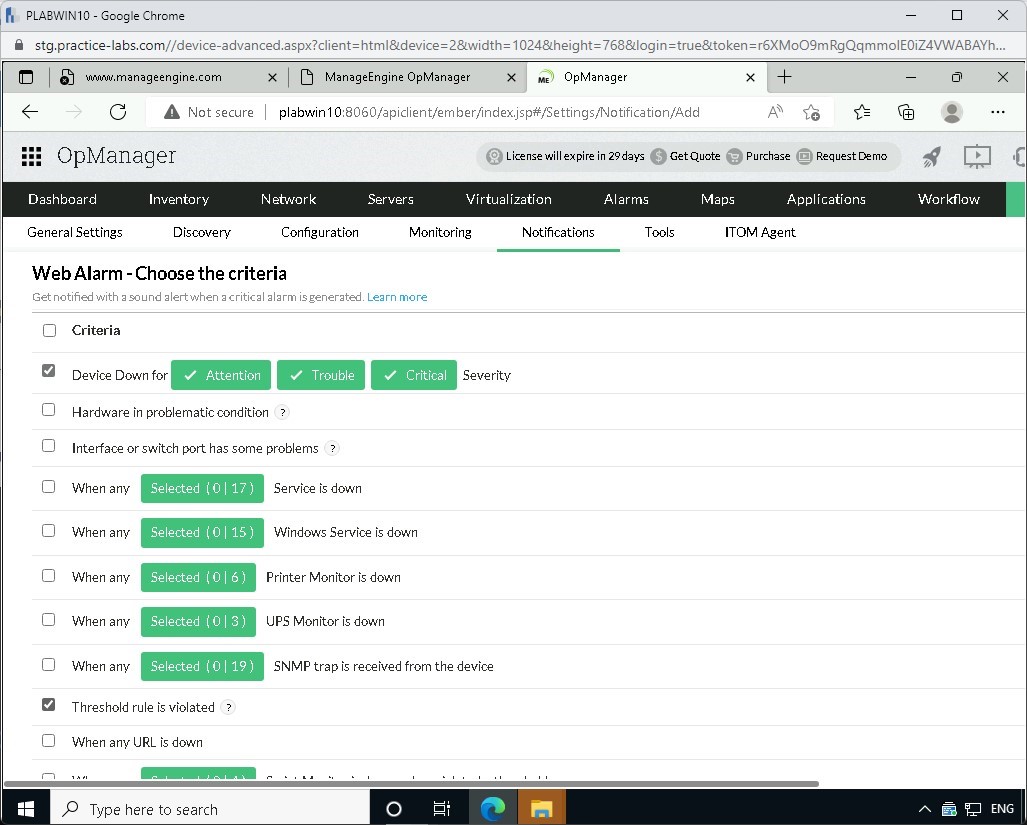 PLABWIN10 - Google Chrome
stg.practice-labs.com//device-advanced.aspx?client=html&device=2&width=1024&height=768&login=true&token=r6XMoO9mRgQqmmolE0iZ4VWABAYh...
www.manageengine.com
ManageEngine OpManager
ME OpManager
Not secure plabwin10:8060/apiclient/ember/index.jsp#/Settings/Notification/Add
OpManager License will expire in 29 days $ Get Quote Purchase Request Demo
Dashboard Inventory Network Servers Virtualization Alarms Maps Applications Workflow
General Settings Discovery Configuration Monitoring Notifications Tools ITOM Agent
Web Alarm - Choose the criteria
Get notified with a sound alert when a critical alarm is generated. Learn more
Criteria
Device Down for Attention Trouble Critical Severity
Hardware in problematic condition ?
Interface or switch port has some problems ?
When any Selected ( 0 | 17 ) Service is down
When any Selected ( 0 | 15 ) Windows Service is down
When any Selected ( 0 | 6 ) Printer Monitor is down
When any Selected ( 0 | 3 ) UPS Monitor is down
When any Selected ( 0 | 19 ) SNMP trap is received from the device
Threshold rule is violated ?
When any URL is down
Type here to search
ENG